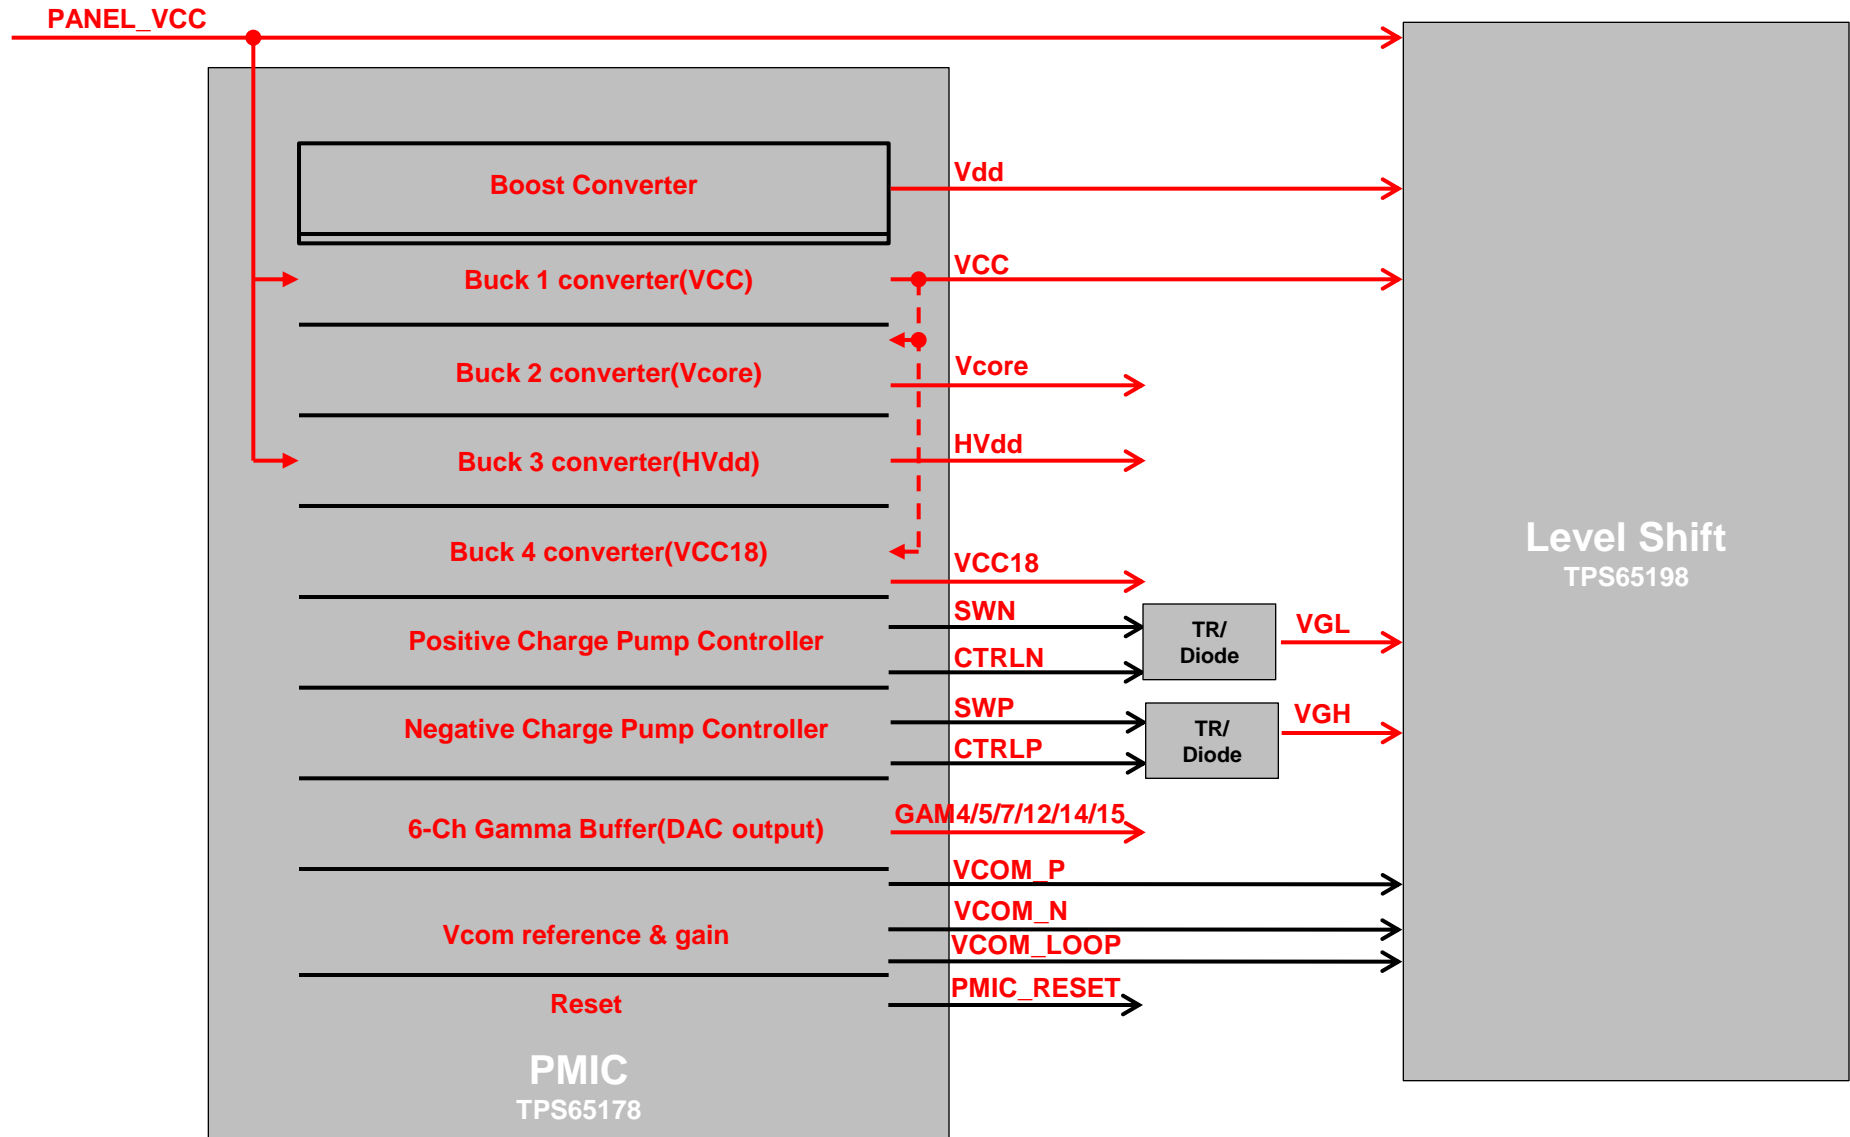 PANEL_VCC
Boost Converter
Vdd
Buck 1 converter(VCC)
VCC
Buck 2 converter(Vcore)
Vcore
Buck 3 converter(HVdd)
HVdd
Buck 4 converter(VCC18)
VCC18
Level Shift
TPS65198
Positive Charge Pump Controller
SWN
CTRLN
TR/
Diode
VGL
Negative Charge Pump Controller
SWP
CTRLP
TR/
Diode
VGH
6-Ch Gamma Buffer(DAC output)
GAM4/5/7/12/14/15
Vcom reference & gain
VCOM_P
VCOM_N
VCOM_LOOP
Reset
PMIC_RESET
PMIC
TPS65178